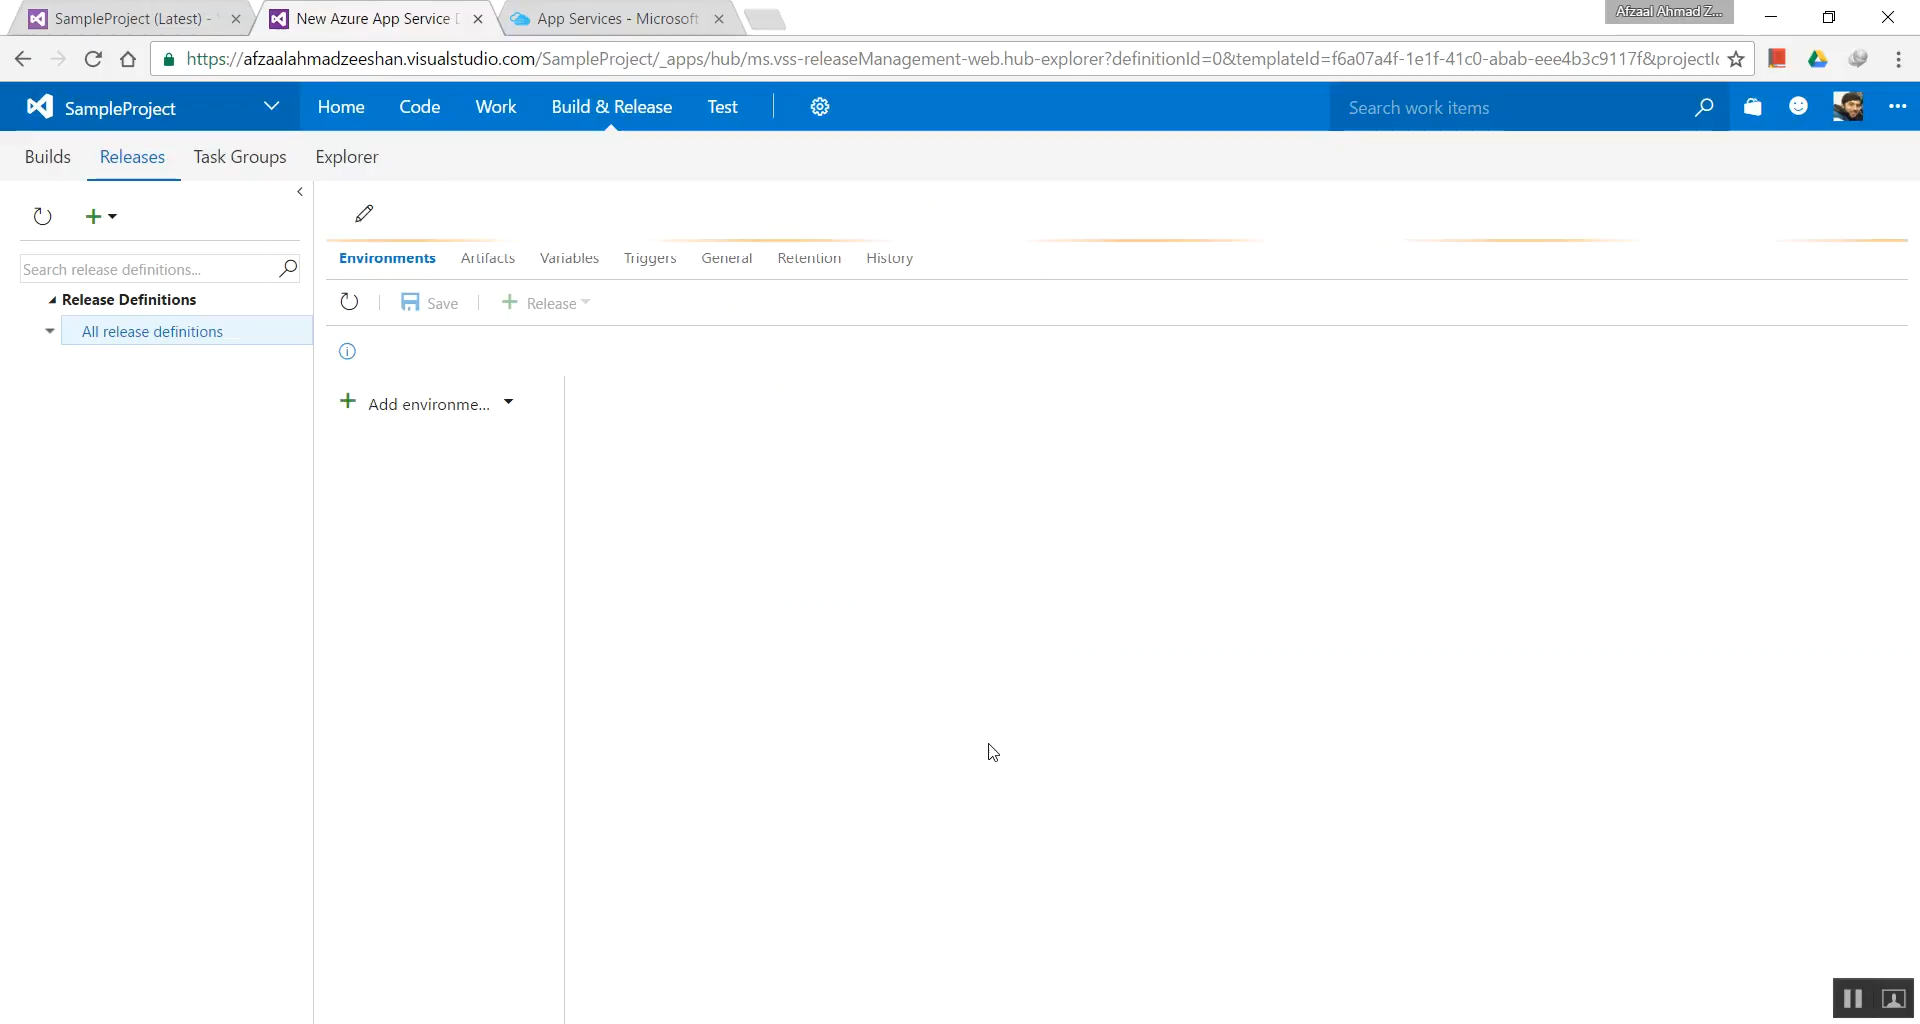 SampleProject (Latest) -
New Azure App Service
App Services - Microsoft
Afzaal Ahmad Z...
https://afzaalahmadzeeshan.visualstudio.com/SampleProject/_apps/hub/ms.vss-releaseManagement-web.hub-explorer?definitionId=0&templateId=f6a07a4f-1e1f-41c0-abab-eee4b3c9117f&projectId
SampleProject
Home
Code
Work
Build & Release
Test
Search work items
Builds
Releases
Task Groups
Explorer
Search release definitions...
Release Definitions
All release definitions
Environments
Artifacts
Variables
Triggers
General
Retention
History
Save
Release
Add environme...